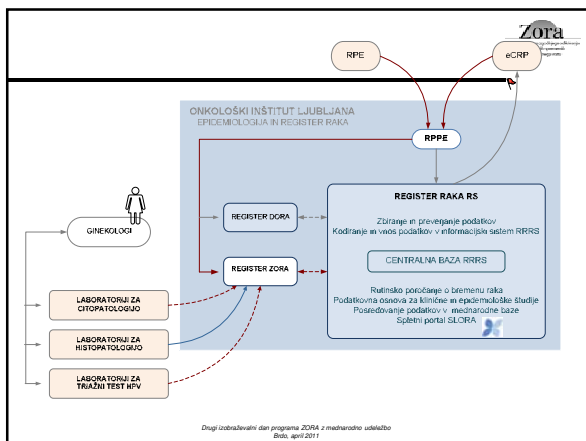 Zora
RPE
eCRP
ONKOLOŠKI INŠTITUT LJUBLJANA
EPIDEMIOLOGIJA IN REGISTER RAKA
RPPE
REGISTER RAKA RS
GINEKOLOGI
REGISTER DORA
Zbiranje in preverjanje podatkov
Kodiranje in vnos podatkov v informacijski sistem RRRS
REGISTER ZORA
CENTRALNA BAZA RRRS
LABORATORIJI ZA
CITOPATOLOGIJO
Rutinsko poročanje o bremenu raka
Podatkovna osnova za klinične in epidemiološke študije
Posredovanje podatkov v mednarodne baze
Spletni portal SLORA
LABORATORIJI ZA
HISTOPATOLOGIJO
LABORATORIJI ZA
TRIAŽNI TEST HPV
Drugi izobraževalni dan programa ZORA z mednarodno udeležbo
Brdo, april 2011